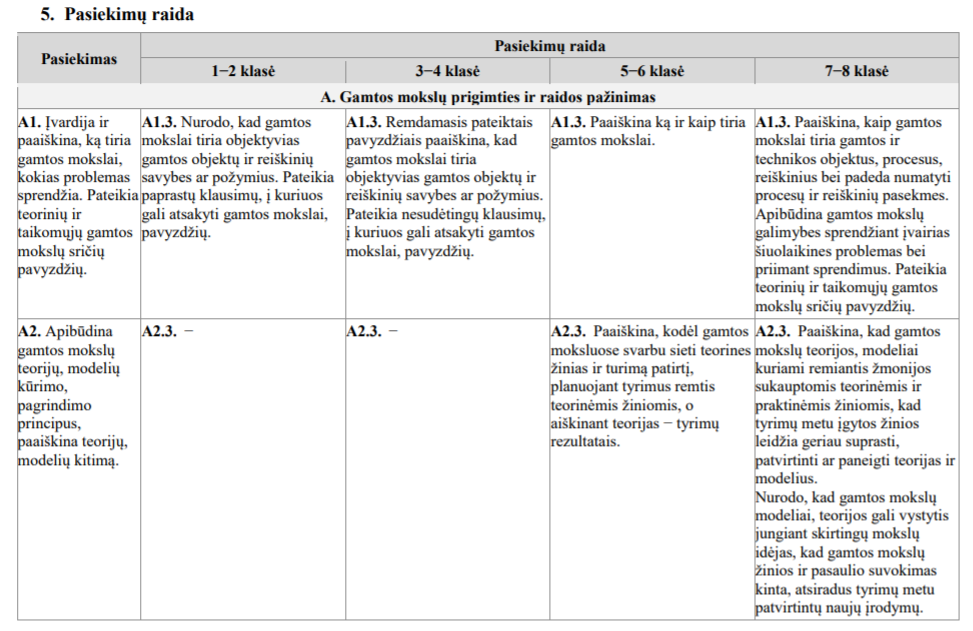 5. Pasiekimų raida
Pasiekimas
Pasiekimų raida
1–2 klasė
3–4 klasė
5–6 klasė
7–8 klasė
A. Gamtos mokslų prigimties ir raidos pažinimas
A1. Įvardija ir
paaiškina, ką tiria
gamtos mokslai,
kokias problemas
sprendžia. Pateikia
teorinių ir
taikomųjų gamtos
mokslų sričių
pavyzdžių.
A1.3. Nurodo, kad gamtos
mokslai tiria objektyvias
gamtos objektų ir reiškinių
savybes ar požymius. Pateikia
paprastų klausimų, į kuriuos
gali atsakyti gamtos mokslai,
pavyzdžių.
A1.3. Remdamasis pateiktais
pavyzdžiais paaiškina, kad
gamtos mokslai tiria
objektyvias gamtos objektų ir
reiškinių savybes ar požymius.
Pateikia nesudėtingų klausimų,
į kuriuos gali atsakyti gamtos
mokslai, pavyzdžių.
A1.3. Paaiškina ką ir kaip tiria
gamtos mokslai.
A1.3. Paaiškina, kaip gamtos
mokslai tiria gamtos ir
technikos objektus, procesus,
reiškinius bei padeda numatyti
procesų ir reiškinių pasekmes.
Apibūdina gamtos mokslų
galimybes sprendžiant įvairias
šiuolaikines problemas bei
priimant sprendimus. Pateikia
teorinių ir taikomųjų gamtos
mokslų sričių pavyzdžių.
A2. Apibūdina
gamtos mokslų
teorijų, modelių
kūrimo,
pagrindimo
principus,
paaiškina teorijų,
modelių kitimą.
A2.3. –
A2.3. –
A2.3. Paaiškina, kodėl gamtos
moksluose svarbu sieti teorines
žinias ir turimą patirtį,
planuojant tyrimus remtis
teorinėmis žiniomis, o
aiškinant teorijas – tyrimų
rezultatais.
A2.3. Paaiškina, kad gamtos
mokslų teorijos, modeliai
kuriami remiantis žmonijos
sukauptomis teorinėmis ir
praktinėmis žiniomis, kad
tyrimų metu įgytos žinios
leidžia geriau suprasti,
patvirtinti ar paneigti teorijas ir
modelius.
Nurodo, kad gamtos mokslų
modeliai, teorijos gali vystytis
jungiant skirtingų mokslų
idėjas, kad gamtos mokslų
žinios ir pasaulio suvokimas
kinta, atsiradus tyrimų metu
patvirtintų naujų įrodymų.